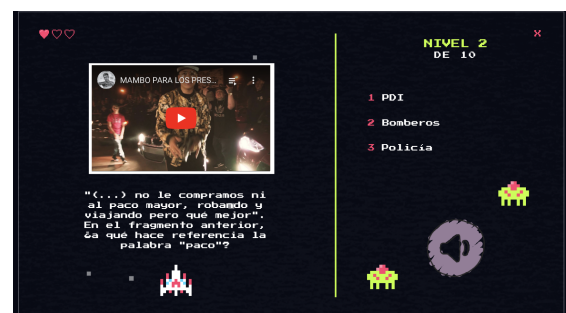 MAMBO PARA LOS PRES...
"(...) no le compramos ni
al paco mayor, robando y
viajando pero qué mejor".
En el fragmento anterior,
¿a qué hace referencia la
palabra "paco"?
X
NIVEL 2
DE 10
1 PDI
2 Bomberos
3 Policía